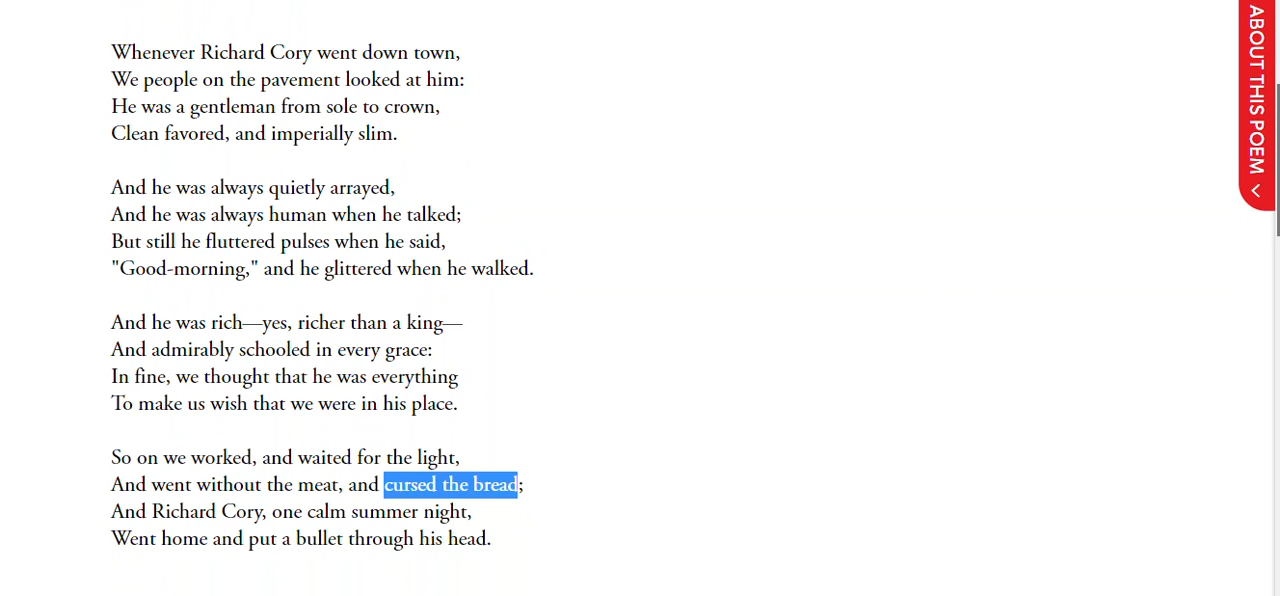 Whenever Richard Cory went down town,
We people on the pavement looked at him:
He was a gentleman from sole to crown,
Clean favored, and imperially slim.
And he was always quietly arrayed,
And he was always human when he talked;
But still he fluttered pulses when he said,
"Good-morning," and he glittered when he walked.
And he was rich—yes, richer than a king—
And admirably schooled in every grace:
In fine, we thought that he was everything
To make us wish that we were in his place.
So on we worked, and waited for the light,
And went without the meat, and cursed the bread;
And Richard Cory, one calm summer night,
Went home and put a bullet through his head.
ABOUT THIS POEM